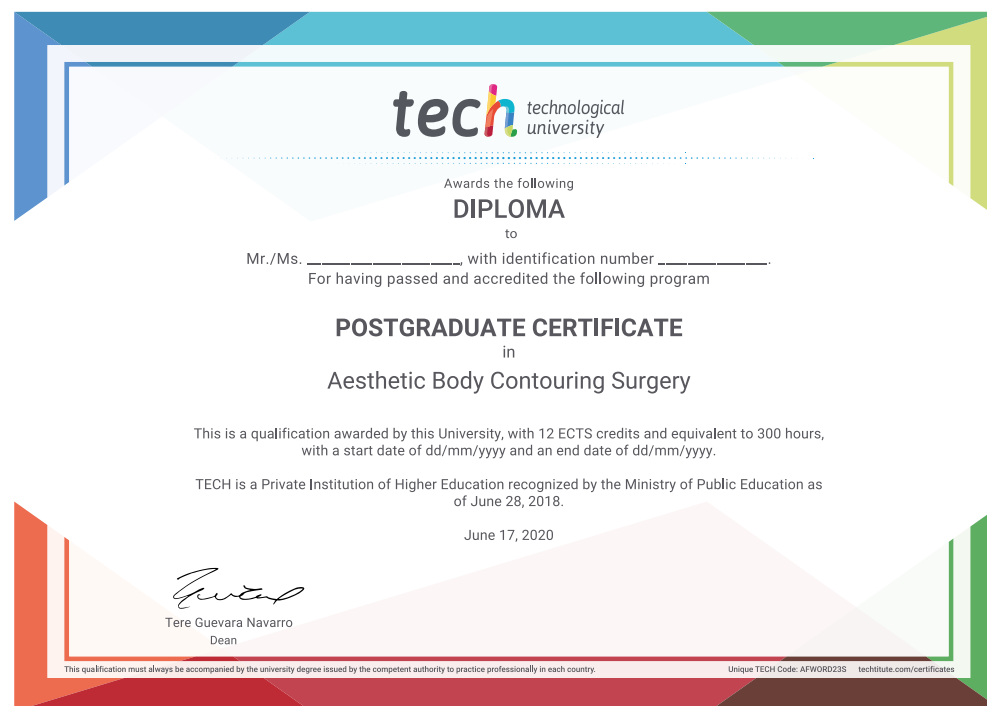 tech technological
university
Awards the following
DIPLOMA
to
Mr./Ms. ____________________, with identification number ______________.
For having passed and accredited the following program
POSTGRADUATE CERTIFICATE
in
Aesthetic Body Contouring Surgery
This is a qualification awarded by this University, with 12 ECTS credits and equivalent to 300 hours,
with a start date of dd/mm/yyyy and an end date of dd/mm/yyyy.
TECH is a Private Institution of Higher Education recognized by the Ministry of Public Education as
of June 28, 2018.
June 17, 2020
Tere Guevara Navarro
Dean
This qualification must always be accompanied by the university degree issued by the competent authority to practice professionally in each country.
Unique TECH Code: AFWORD23S techtitute.com/certificates